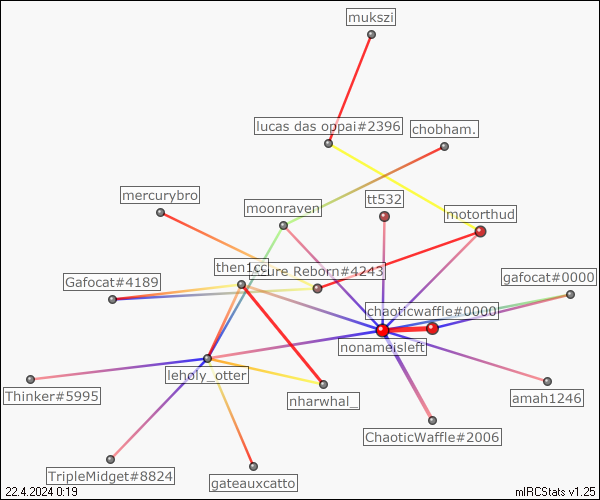 mukszi
lucas das oppai#2396
chobham.
mercurybro
tt532
moonraven
motorthud
then1cc
Azure Reborn#4243
Gafocat#4189
gafocat#0000
chaoticwaffle#0000
nonameisleft
leholy_otter
Thinker#5995
nharwhal_
amah1246
ChaoticWaffle#2006
TripleMidget#8824
gateauxcatto
22.4.2024 0:19
mIRCStats v1.25